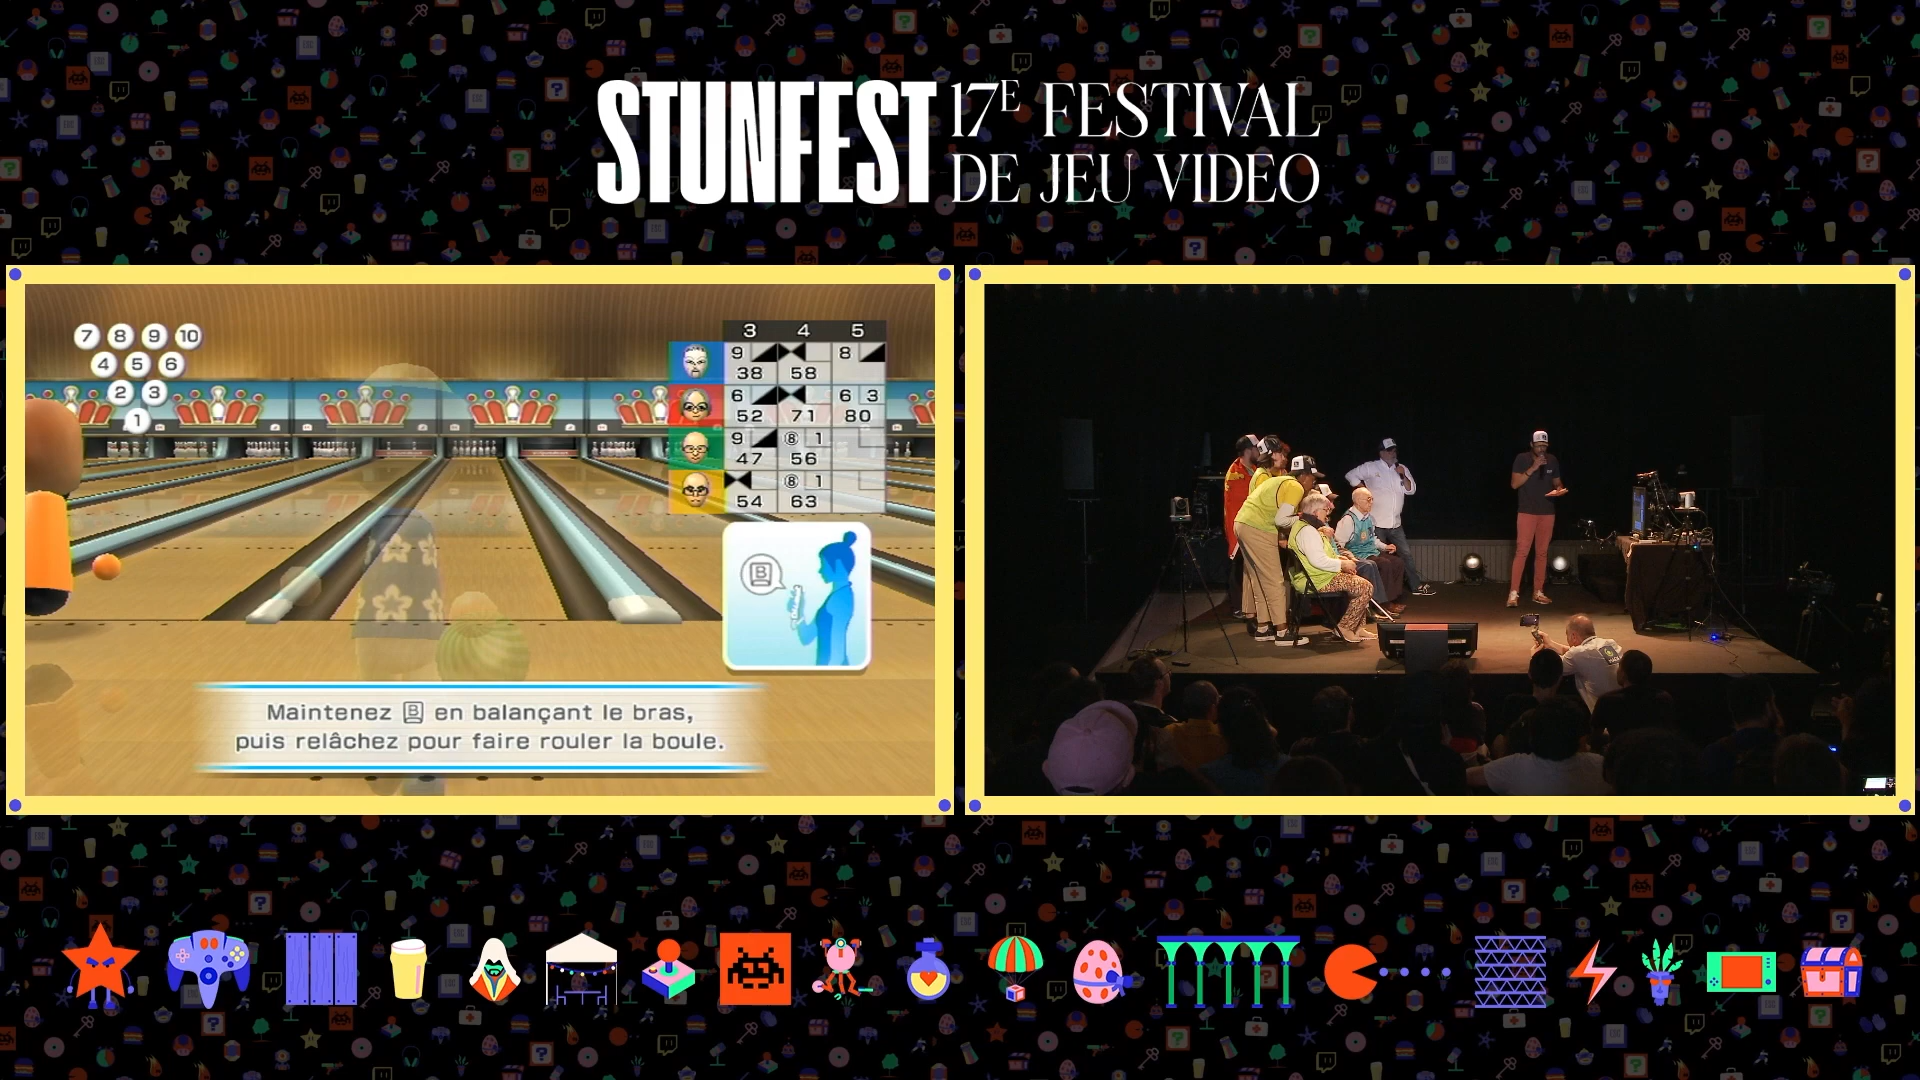 STUNFEST
17E FESTIVAL
DE JEU VIDEO
7 8 9 10
4 5 6
2 3
1
3 4 5
9 8
38 58
6 6 3
52 71 80
9 8 1
47 56
8 1
54 63
B
Maintenez B en balançant le bras,
puis relâchez pour faire rouler la boule.